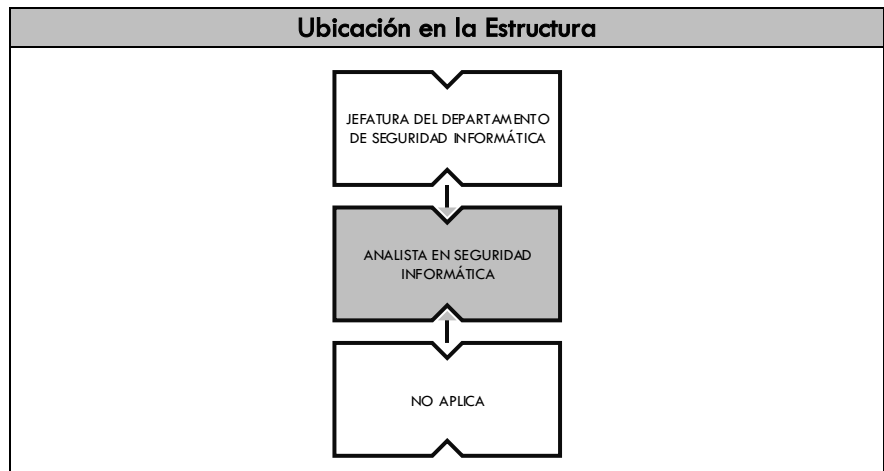 Ubicación en la Estructura
JEFATURA DEL DEPARTAMENTO
DE SEGURIDAD INFORMÁTICA
ANALISTA EN SEGURIDAD
INFORMÁTICA
NO APLICA